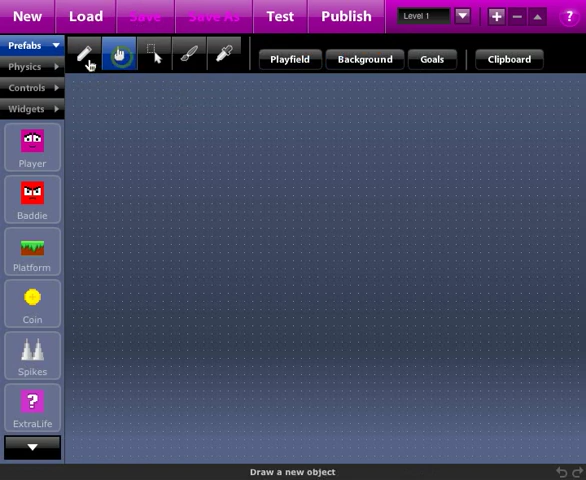 New Load Save Save As Test Publish Level 1 ?
Prefabs
Physics
Controls
Widgets
Playfield Background Goals Clipboard
Player
Baddie
Platform
Coin
Spikes
?
ExtraLife
Draw a new object